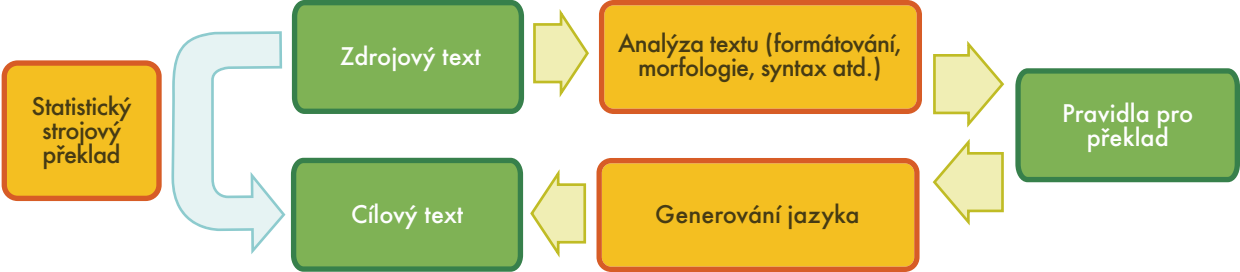 Zdrojový text
Analýza textu (formátování,
morfologie, syntax atd.)
Statistický
strojový
překlad
Pravidla pro
překlad
Cílový text
Generování jazyka